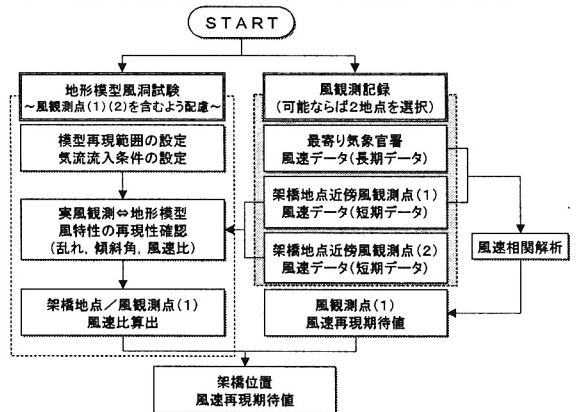 START
地形模型風洞試験
~風観測点(1)(2)を含むよう配慮~
模型再現範囲の設定
気流流入条件の設定
実風観測⇔地形模型
風特性の再現性確認
(乱れ, 傾斜角, 風速比)
架橋地点/風観測点(1)
風速比算出
風観測記録
(可能ならば2地点を選択)
最寄り気象官署
風速データ(長期データ)
架橋地点近傍風観測点(1)
風速データ(短期データ)
架橋地点近傍風観測点(2)
風速データ(短期データ)
風速相関解析
風観測点(1)
風速再現期待値
架橋位置
風速再現期待値